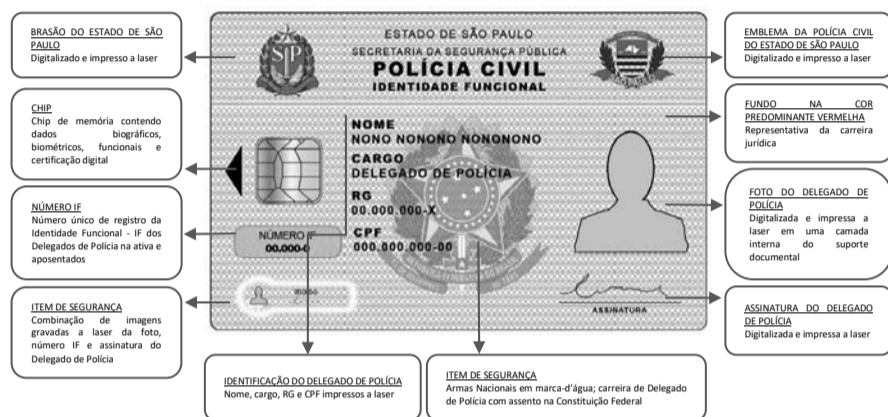 BRASÃO DO ESTADO DE SÃO
PAULO
Digitalizado e impresso a laser
CHIP
Chip de memória contendo
dados biográficos,
biométricos, funcionais e
certificação digital
NÚMERO IF
Número único de registro da
Identidade Funcional - IF dos
Delegados de Polícia na ativa e
aposentados
ITEM DE SEGURANÇA
Combinação de imagens
gravadas a laser da foto,
número IF e assinatura do
Delegado de Polícia
ESTADO DE SÃO PAULO
SECRETARIA DA SEGURANÇA PÚBLICA
POLÍCIA CIVIL
IDENTIDADE FUNCIONAL
NOME
NONO NONONO NONONONO
CARGO
DELEGADO DE POLÍCIA
RG
00.000.000-X
CPF
000.000.000-00
NÚMERO IF
00.000-0
ASSINATURA
EMBLEMA DA POLÍCIA CIVIL
DO ESTADO DE SÃO PAULO
Digitalizado e impresso a laser
FUNDO NA COR
PREDOMINANTE VERMELHA
Representativa da carreira
jurídica
FOTO DO DELEGADO DE
POLÍCIA
Digitalizada e impressa a
laser em uma camada
interna do suporte
documental
ASSINATURA DO DELEGADO
DE POLÍCIA
Digitalizada e impressa a laser
IDENTIFICAÇÃO DO DELEGADO DE POLÍCIA
Nome, cargo, RG e CPF impressos a laser
ITEM DE SEGURANÇA
Armas Nacionais em marca-d'água; carreira de Delegado
de Polícia com assento na Constituição Federal